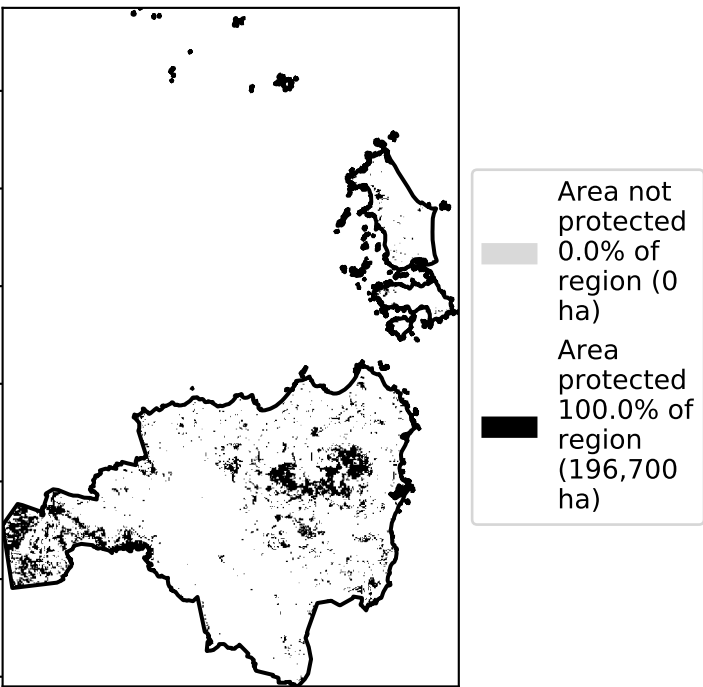 Area not
protected
0.0% of
region (0
ha)
Area
protected
100.0% of
region
(196,700
ha)